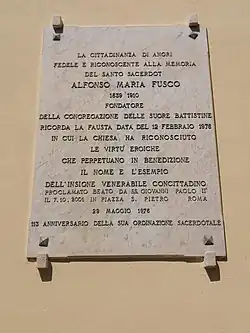 LA CITTADINANZA DI ANGRI
FEDELE E RICONOSCENTE ALLA MEMORIA
DEL SANTO SACERDOT
ALFONSO MARIA FUSCO
1839 1910
FONDATORE
DELLA CONGREGAZIONE DELLE SUORE BATTISTINE
RICORDA LA FAUSTA DATA DEL 12 FEBBRAIO 1976
IN CUI LA CHIESA HA RICONOSCIUTO
LE VIRTU' EROICHE
CHE PERPETUANO IN BENEDIZIONE
IL NOME E L'ESEMPIO
DELL'INSIGNE VENERABILE CONCITTADINO
PROCLAMATO BEATO DA SS. GIOVANNI PAOLO II°
IL 7.10.2001 IN PIAZZA S. PIETRO ROMA
29 MAGGIO 1976
113 ANNIVERSARIO DELLA SUA ORDINAZIONE SACERDOTALE